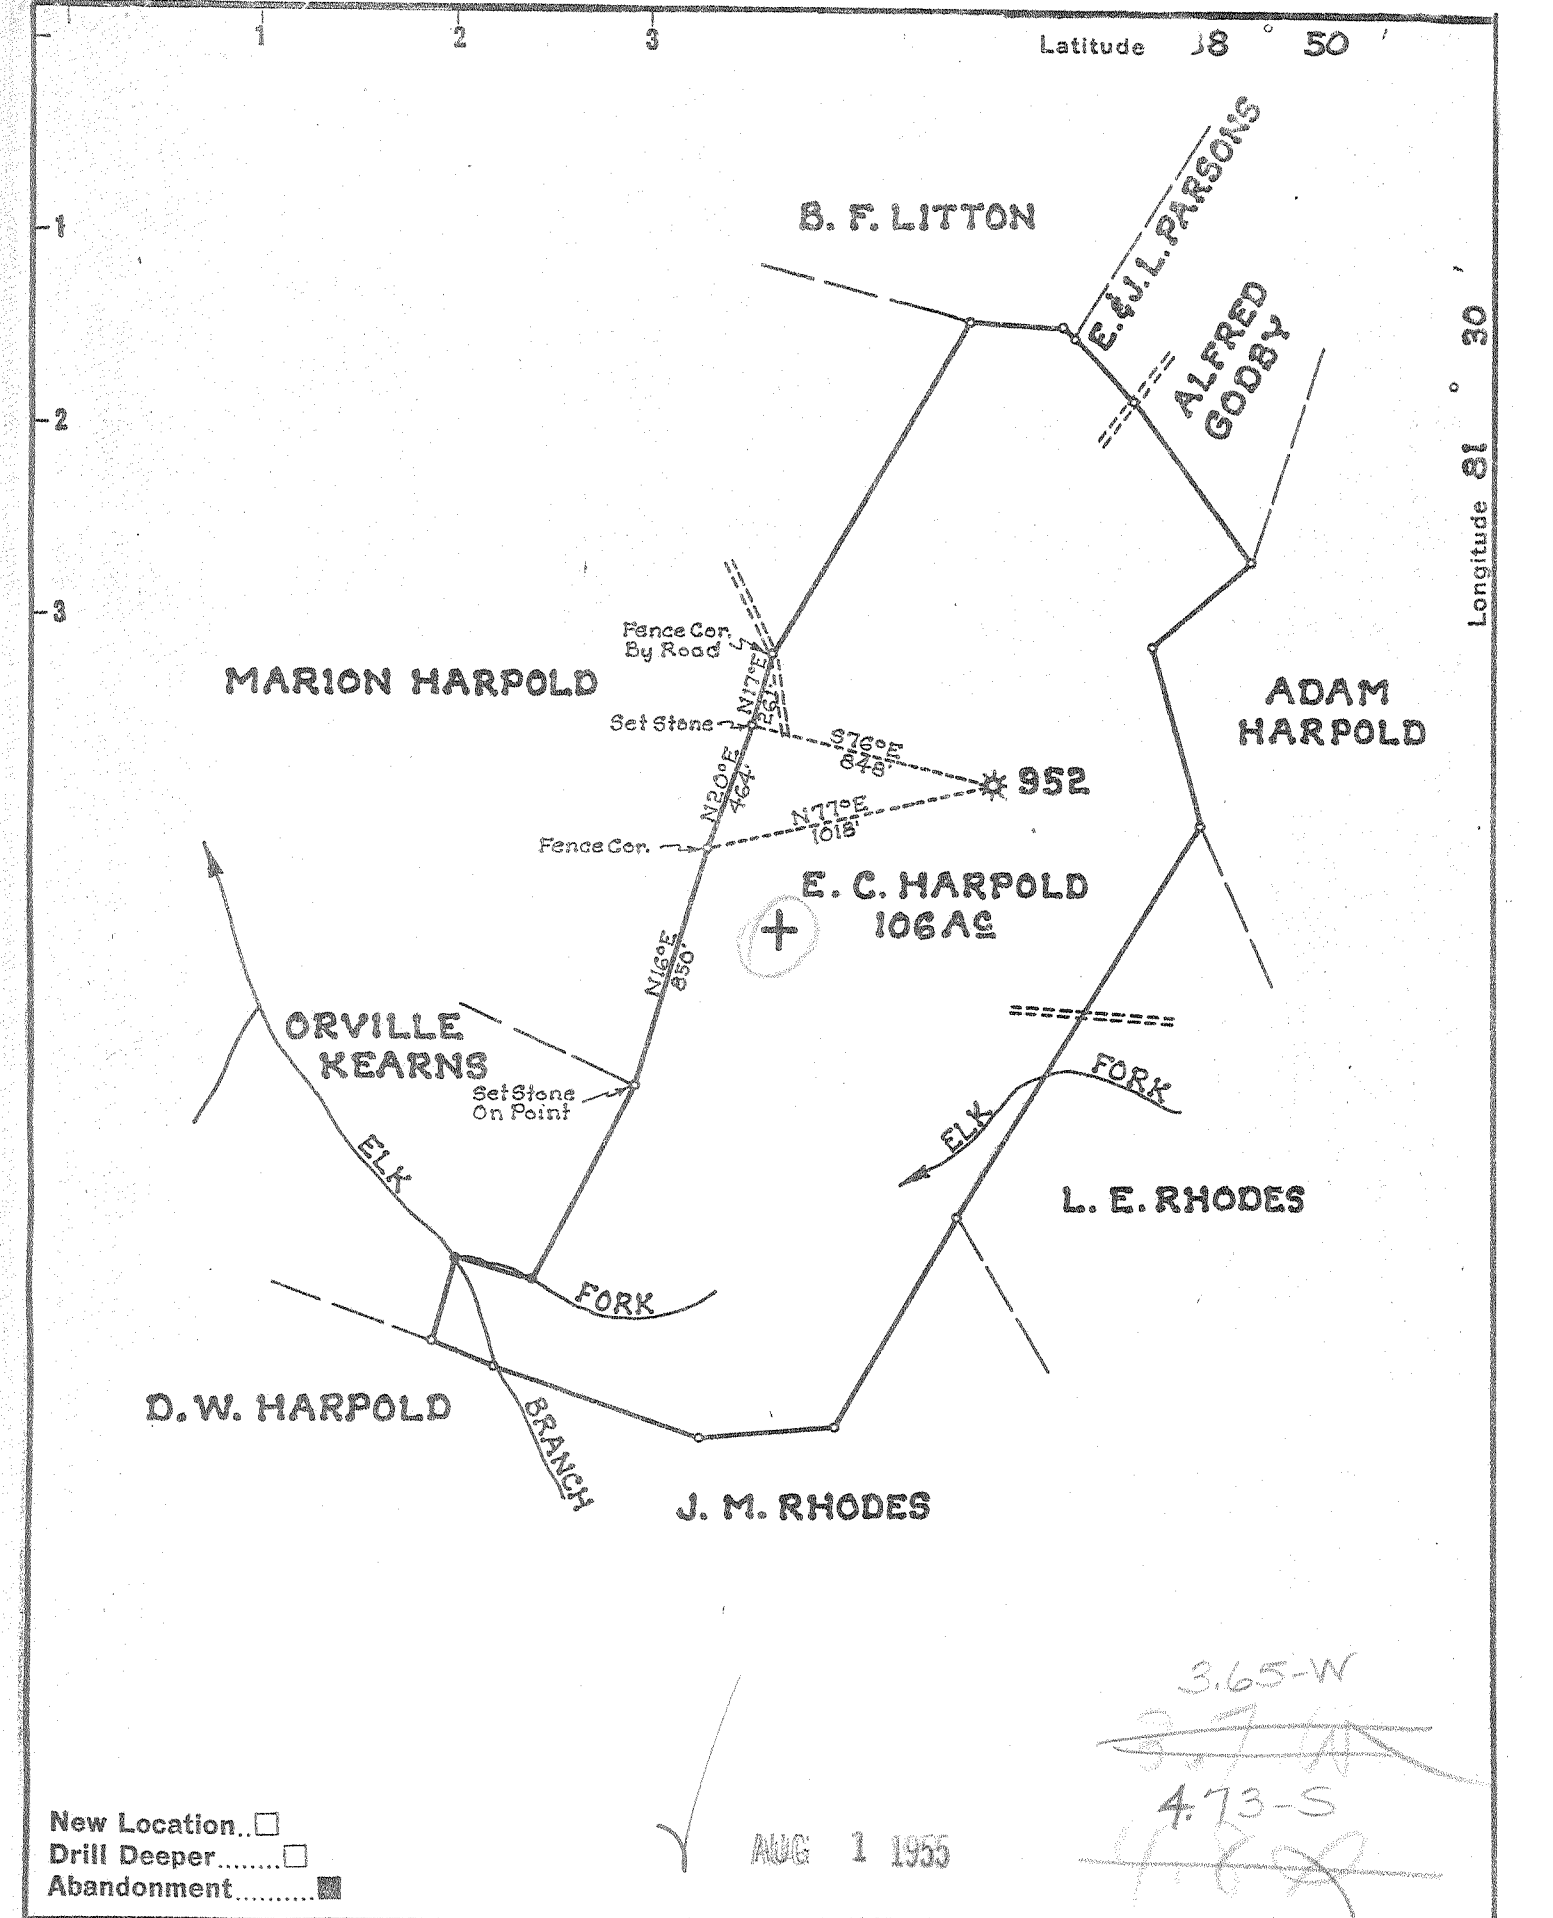 1 2 3
Latitude 38° 50'
E. & J. L. PARSONS
B. F. LITTON
1
ALFRED
GODBY
Longitude 81° 30'
2
3
Fence Cor.
By Road
N17°E
261'
MARION HARPOLD
ADAM
HARPOLD
Set Stone
S76°E
848'
N20°E
464'
952
N77°E
1018'
Fence Cor.
E. C. HARPOLD
106 Ac
N16°E
850'
ORVILLE
KEARNS
Set Stone
On Point
FORK
ELK
ELK
L. E. RHODES
FORK
D. W. HARPOLD
BRANCH
J. M. RHODES
3.65-W
3.7 W
4.73-S
New Location..
Drill Deeper........
Abandonment..........
AUG 1 1955